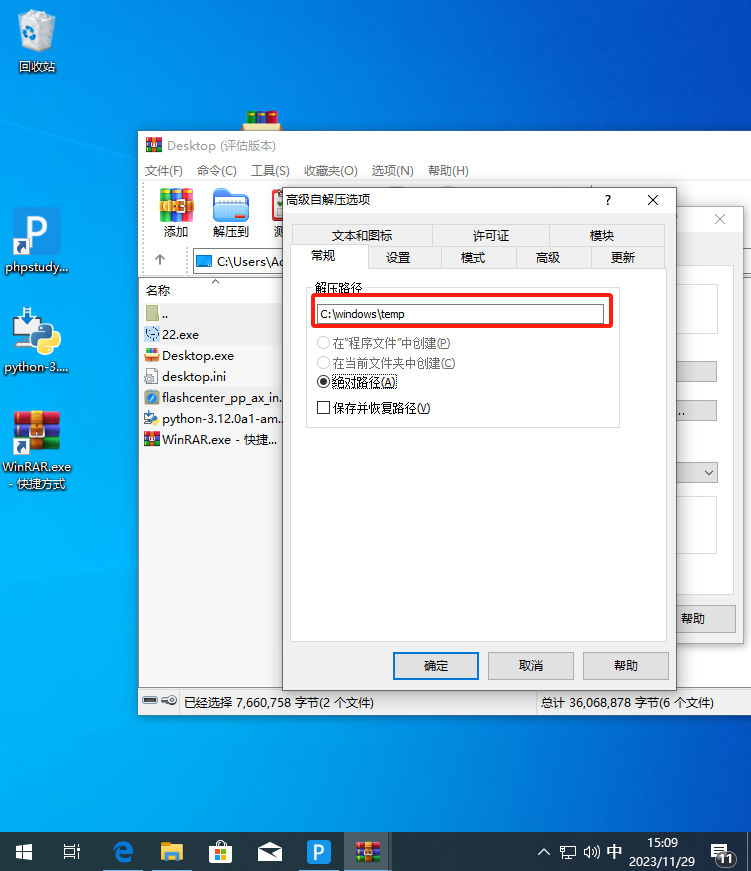 回收站
phpstudy...
python-3....
WinRAR.exe
- 快捷方式
Desktop (评估版本)
文件(F) 命令(C) 工具(S) 收藏夹(O) 选项(N) 帮助(H)
添加 解压到
C:\Users\Ad
名称
..
22.exe
Desktop.exe
desktop.ini
flashcenter_pp_ax_in..
python-3.12.0a1-am..
WinRAR.exe - 快捷...
高级自解压选项
?
文本和图标 许可证 模块
常规 设置 模式 高级 更新
解压路径
C:\windows\temp
在"程序文件"中创建(P)
在当前文件夹中创建(C)
绝对路径(A)
保存并恢复路径(V)
确定 取消 帮助
..
帮助
已经选择 7,660,758 字节(2 个文件)
总计 36,068,878 字节(6 个文件)
P
中
15:09
2023/11/29
11